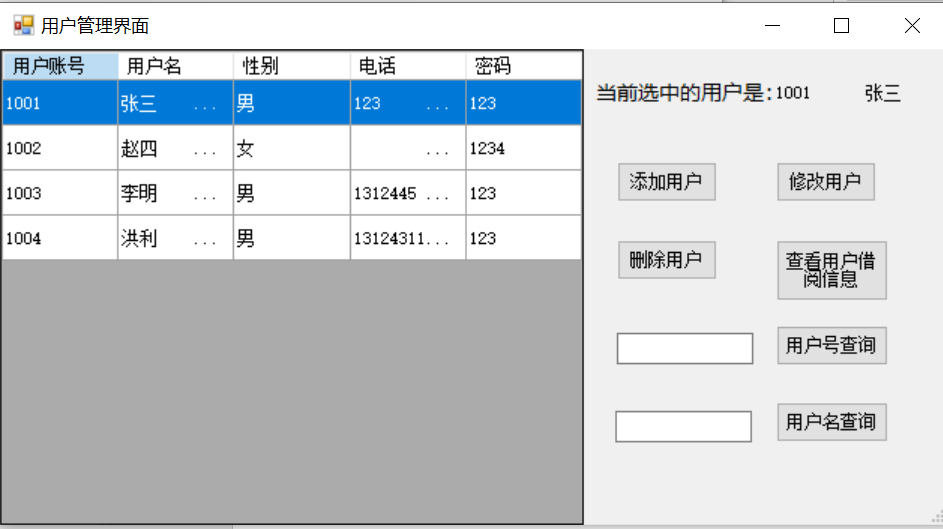 用户管理界面
用户账号 用户名 性别 电话 密码
1001 张三 ... 男 123 ... 123
1002 赵四 ... 女 ... 1234
1003 李明 ... 男 1312445 ... 123
1004 洪利 ... 男 13124311... 123
当前选中的用户是:1001 张三
添加用户 修改用户
删除用户 查看用户借
阅信息
用户号查询
用户名查询